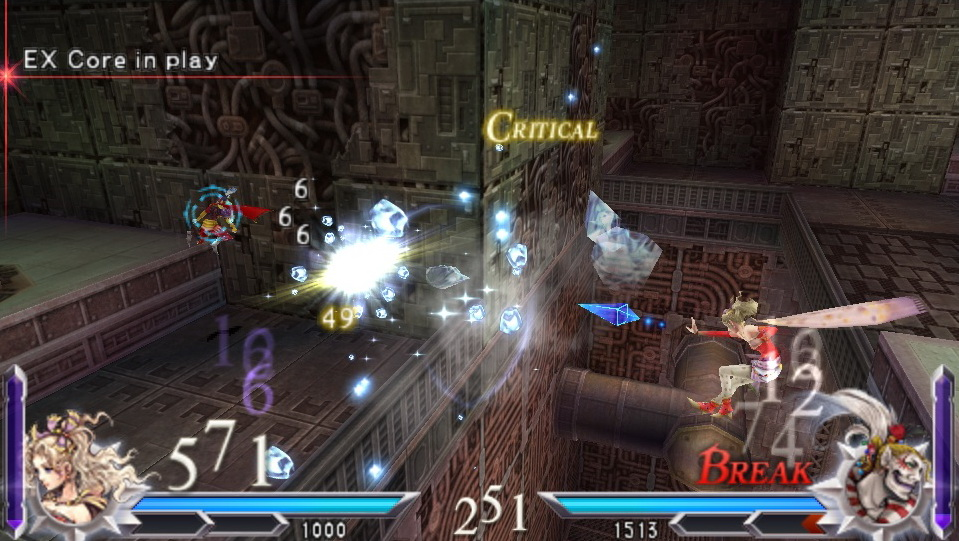 EX Core in play
CRITICAL
6
6
6
49
571
BREAK
251
1000
1513